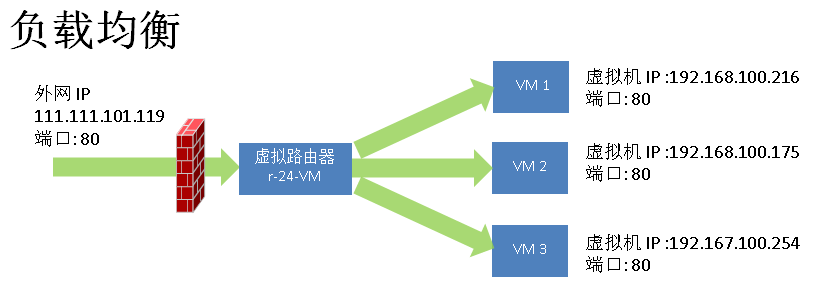 负载均衡
外网 IP
111.111.101.119
端口: 80
虚拟路由器
r-24-VM
VM 1
虚拟机 IP :192.168.100.216
端口: 80
VM 2
虚拟机 IP :192.168.100.175
端口: 80
VM 3
虚拟机 IP :192.167.100.254
端口: 80